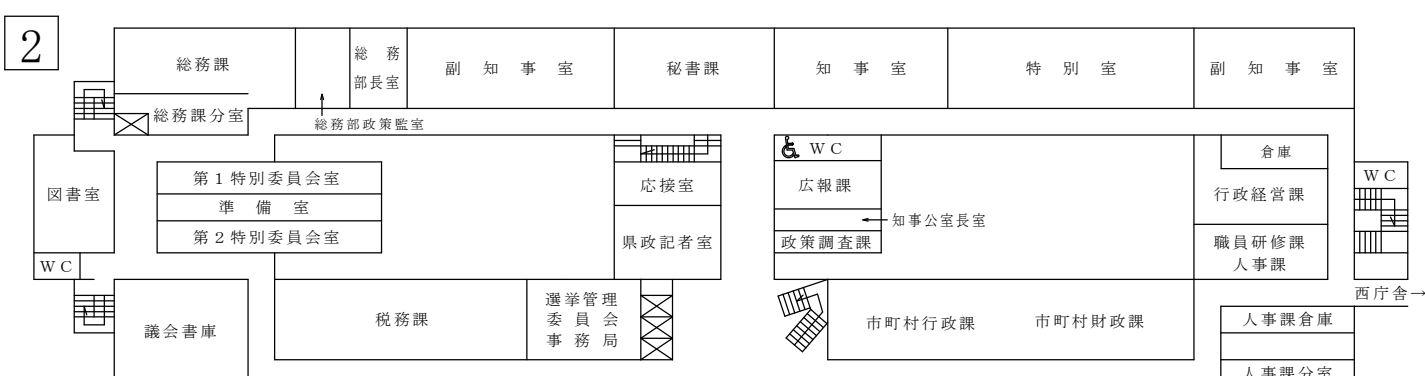 2
総務課
総務
部長室
副知事室
秘書課
知事室
特別室
副知事室
総務課分室
総務部政策監室
WC
倉庫
図書室
第1特別委員会室
準備室
第2特別委員会室
応接室
広報課
行政経営課
WC
知事公室長室
県政記者室
政策調査課
職員研修課
人事課
WC
西庁舎→
議会書庫
税務課
選挙管理
委員会
事務局
市町村行政課
市町村財政課
人事課倉庫
人事課分室